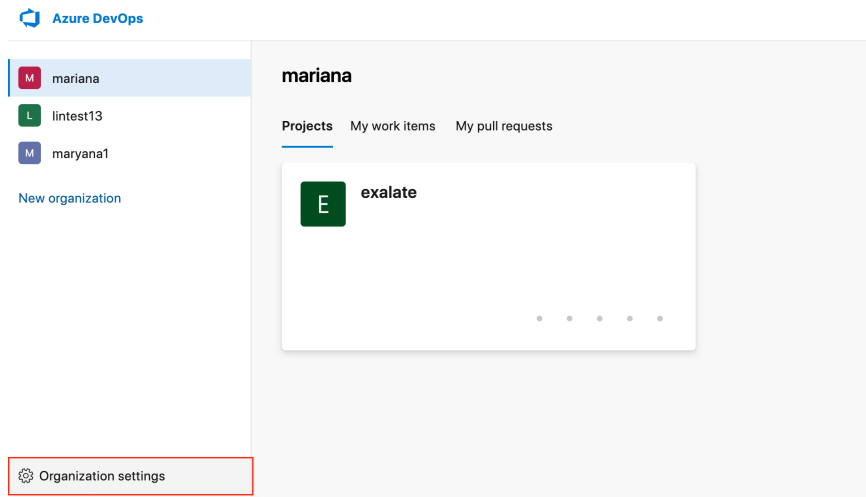 Azure DevOps
M mariana
L lintest13
M maryana1
New organization
Organization settings
mariana
Projects My work items My pull requests
E exalate